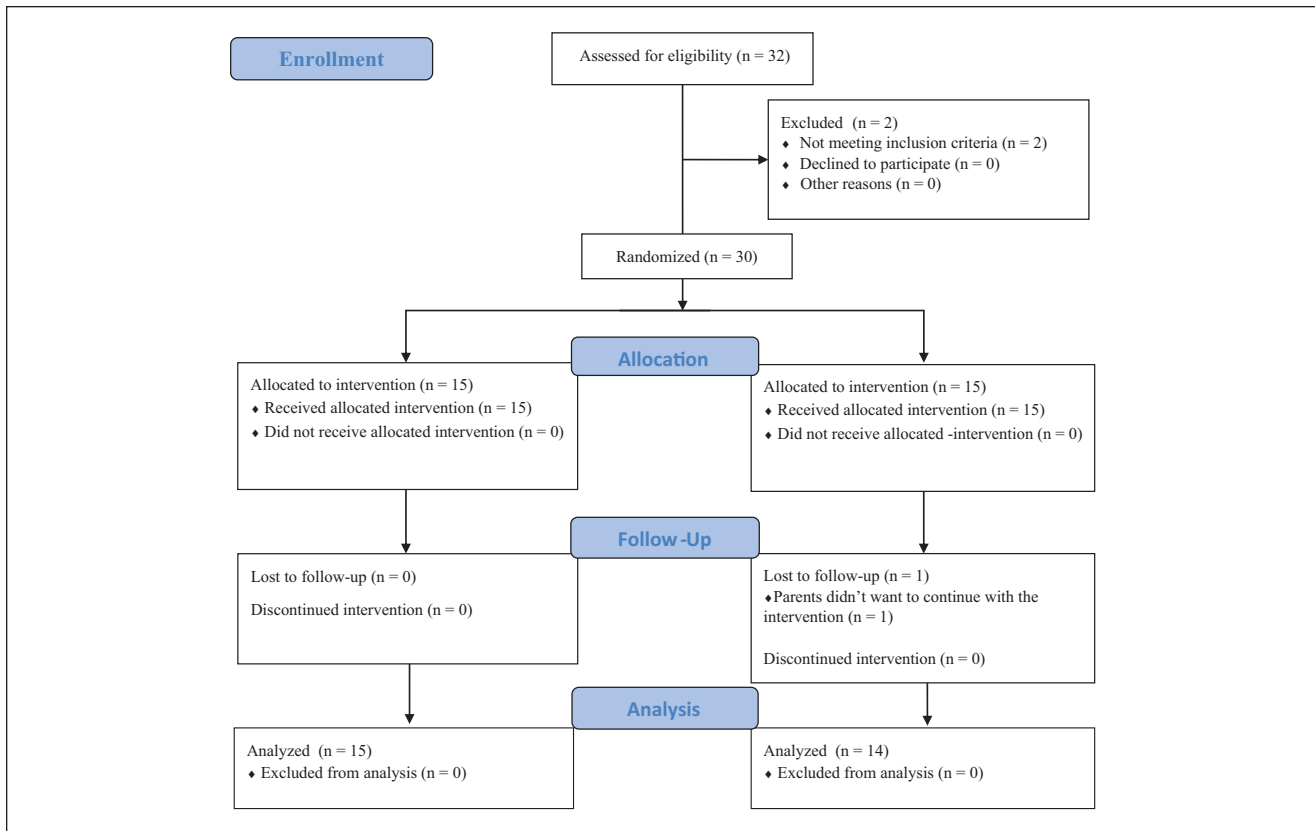 Enrollment
Assessed for eligibility (n = 32)
Excluded (n = 2)
♦ Not meeting inclusion criteria (n = 2)
♦ Declined to participate (n = 0)
♦ Other reasons (n = 0)
Randomized (n = 30)
Allocation
Allocated to intervention (n = 15)
♦ Received allocated intervention (n = 15)
♦ Did not receive allocated intervention (n = 0)
Allocated to intervention (n = 15)
♦ Received allocated intervention (n = 15)
♦ Did not receive allocated -intervention (n = 0)
Follow-Up
Lost to follow-up (n = 0)
Discontinued intervention (n = 0)
Lost to follow-up (n = 1)
♦Parents didn't want to continue with the
intervention (n = 1)
Discontinued intervention (n = 0)
Analysis
Analyzed (n = 15)
♦ Excluded from analysis (n = 0)
Analyzed (n = 14)
♦ Excluded from analysis (n = 0)